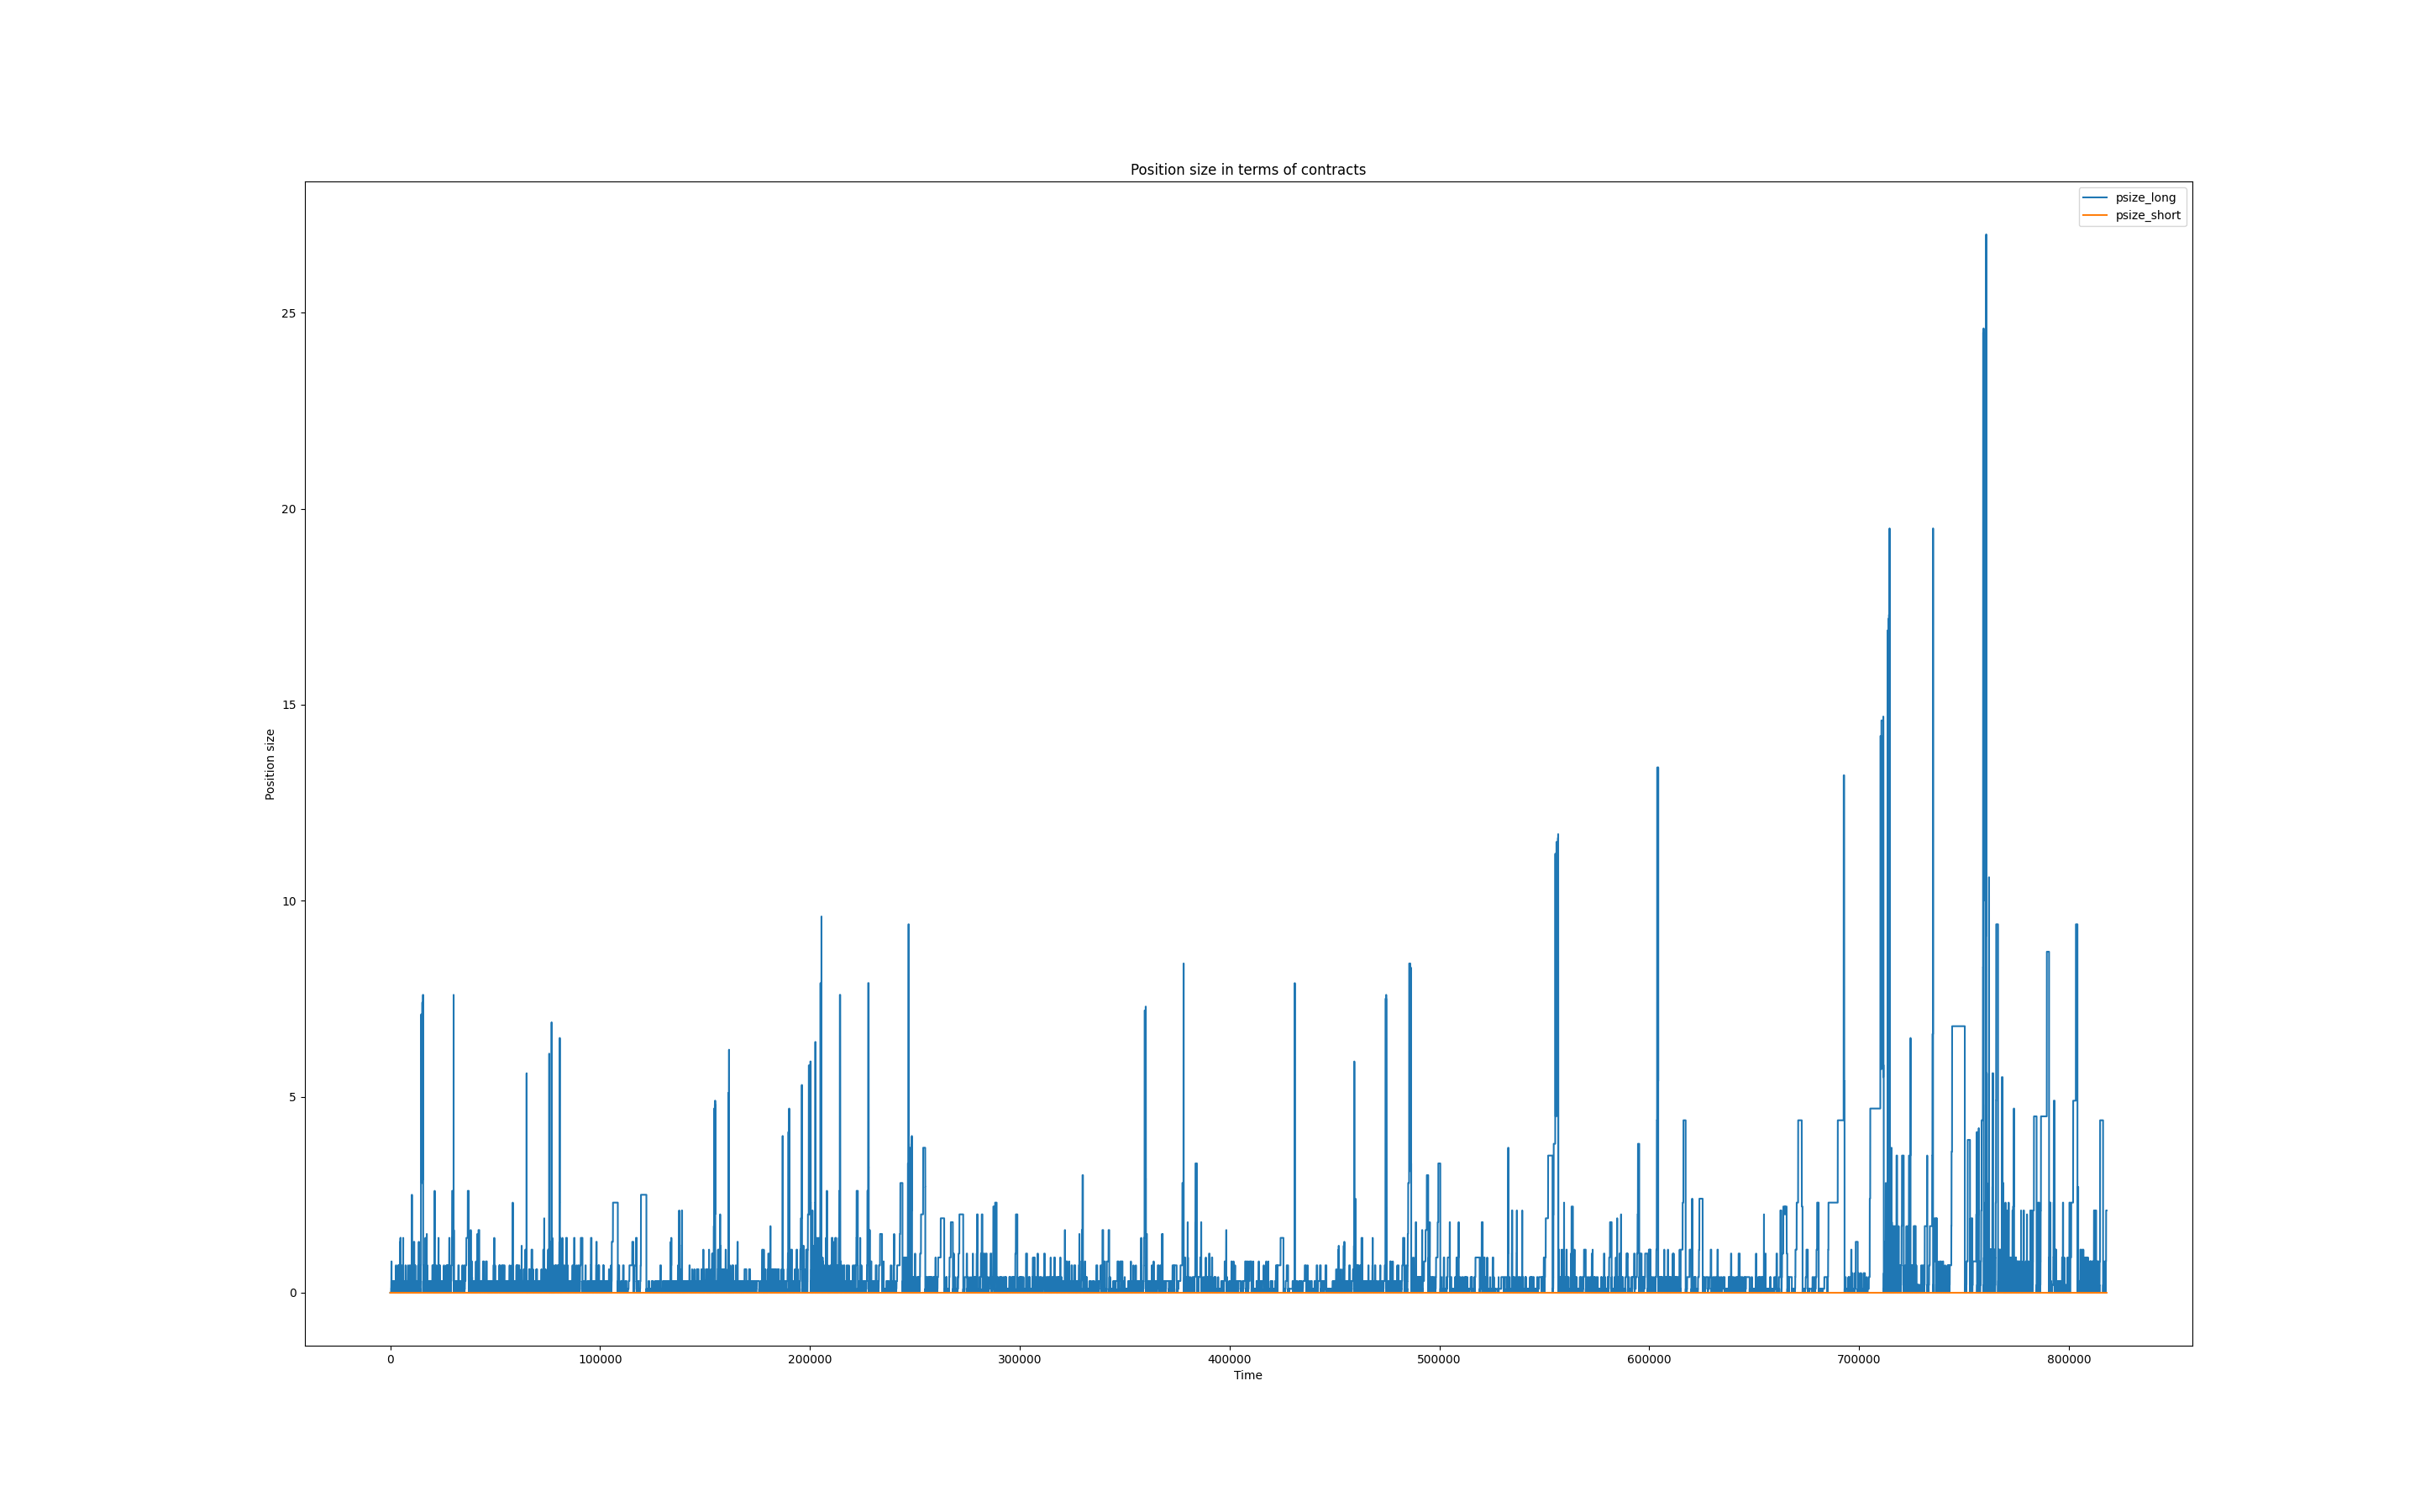 Position size in terms of contracts
psize_long
psize_short
25
20
15
10
5
0
Position size
0 100000 200000 300000 400000 500000 600000 700000 800000
Time